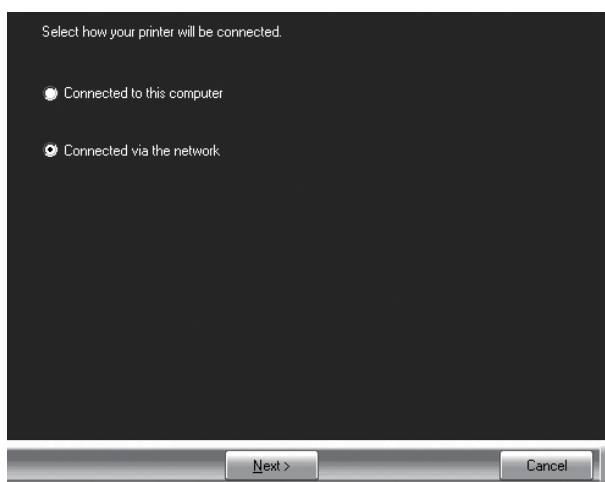 Select how your printer will be connected.
Connected to this computer
Connected via the network
Next >
Cancel